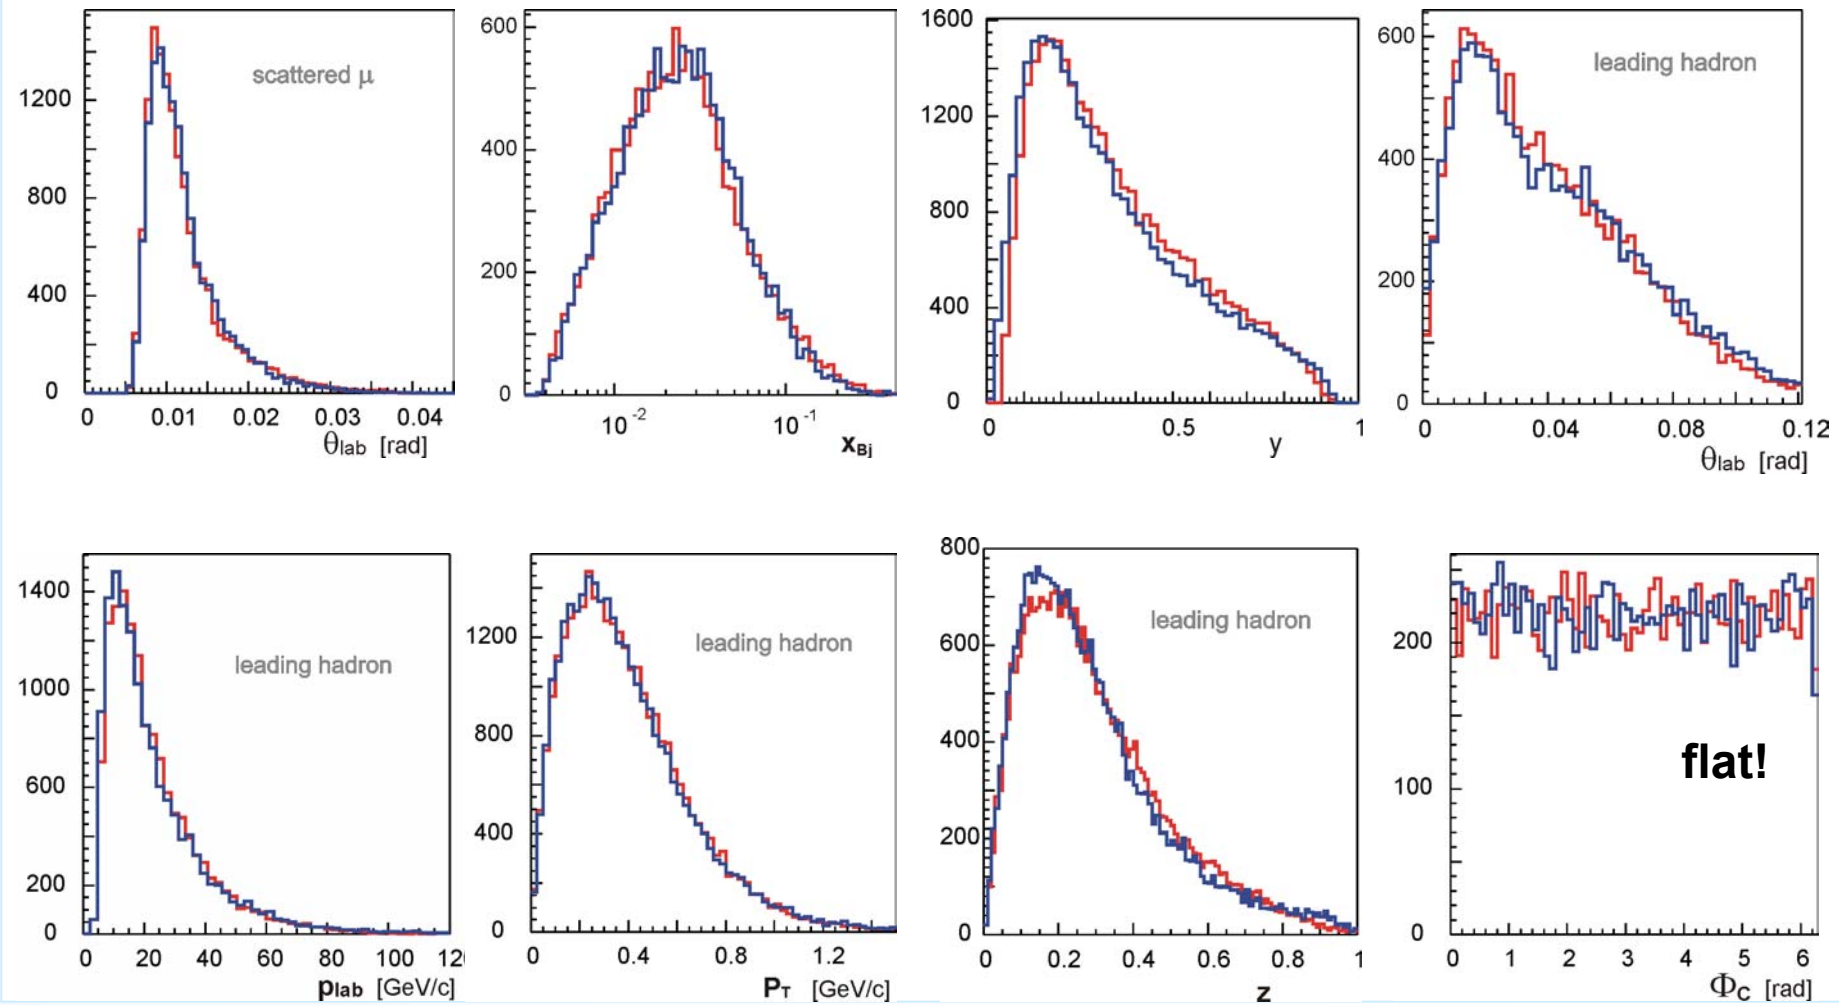 scattered μ
1200
800
400
0
0 0.01 0.02 0.03 0.04
θlab [rad]
600
400
200
0
10-2 10-1
xBj
1600
1200
800
400
0
0 0.5 1
y
leading hadron
600
400
200
0
0 0.04 0.08 0.12
θlab [rad]
leading hadron
1400
1000
600
200
0
0 20 40 60 80 100 120
plab [GeV/c]
leading hadron
1200
800
400
0
0 0.4 0.8 1.2
PT [GeV/c]
leading hadron
800
600
400
200
0
0 0.2 0.4 0.6 0.8 1
z
flat!
200
100
0
0 1 2 3 4 5 6
ΦC [rad]